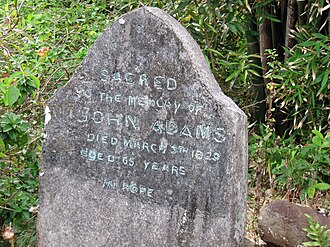 SACRED
TO THE MEMORY OF
JOHN ADAMS
DIED MARCH 5TH 1829
AGED 65 YEARS
IN HOPE